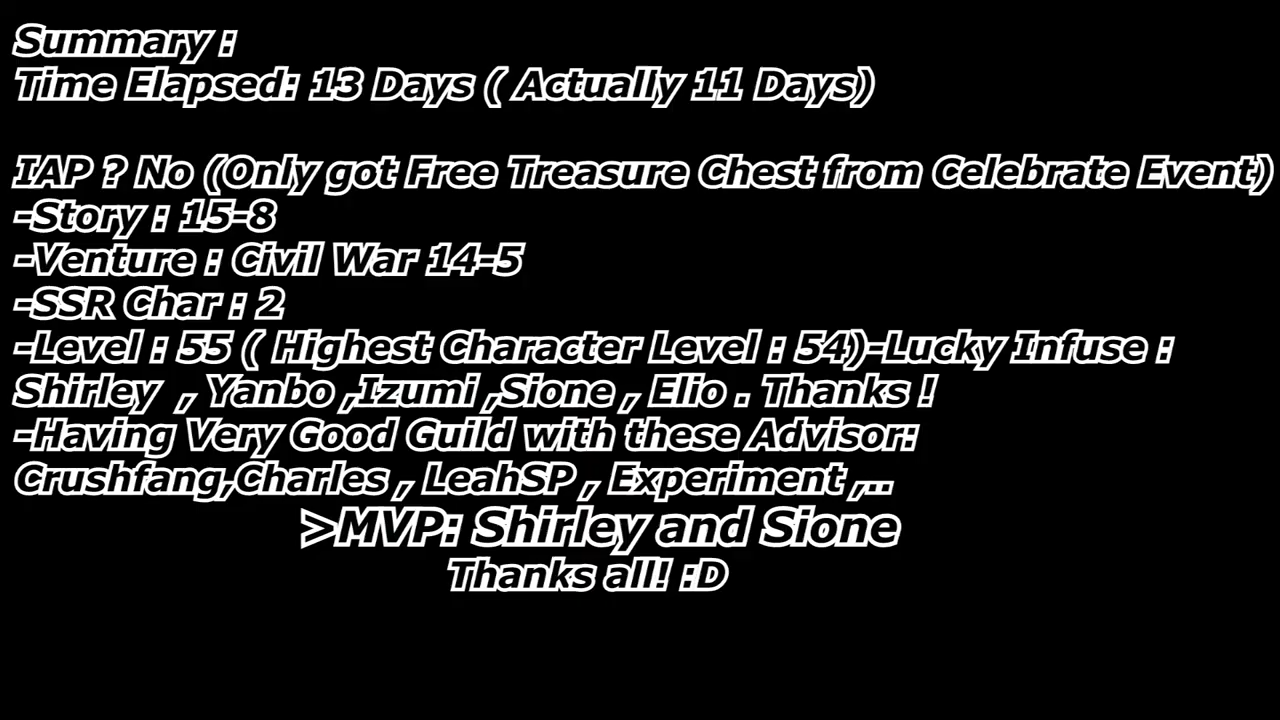 Summary :
Time Elapsed: 13 Days ( Actually 11 Days)
IAP ? No (Only got Free Treasure Chest from Celebrate Event)
-Story : 15-8
-Venture : Civil War 14-5
-SSR Char : 2
-Level : 55 ( Highest Character Level : 54)-Lucky Infuse :
Shirley , Yanbo ,Izumi ,Sione , Elio . Thanks !
-Having Very Good Guild with these Advisor:
Crushfang,Charles , LeahSP , Experiment ,..
>MVP: Shirley and Sione
Thanks all! :D